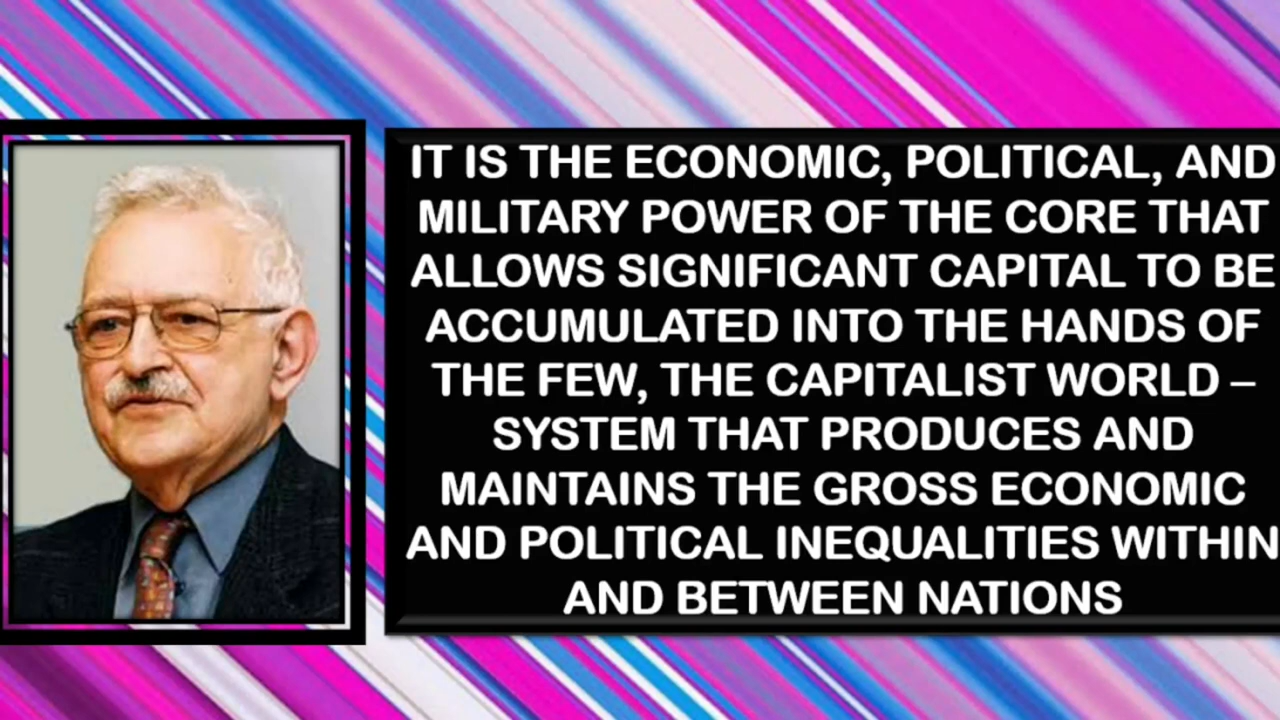 IT IS THE ECONOMIC, POLITICAL, AND
MILITARY POWER OF THE CORE THAT
ALLOWS SIGNIFICANT CAPITAL TO BE
ACCUMULATED INTO THE HANDS OF
THE FEW, THE CAPITALIST WORLD –
SYSTEM THAT PRODUCES AND
MAINTAINS THE GROSS ECONOMIC
AND POLITICAL INEQUALITIES WITHIN
AND BETWEEN NATIONS